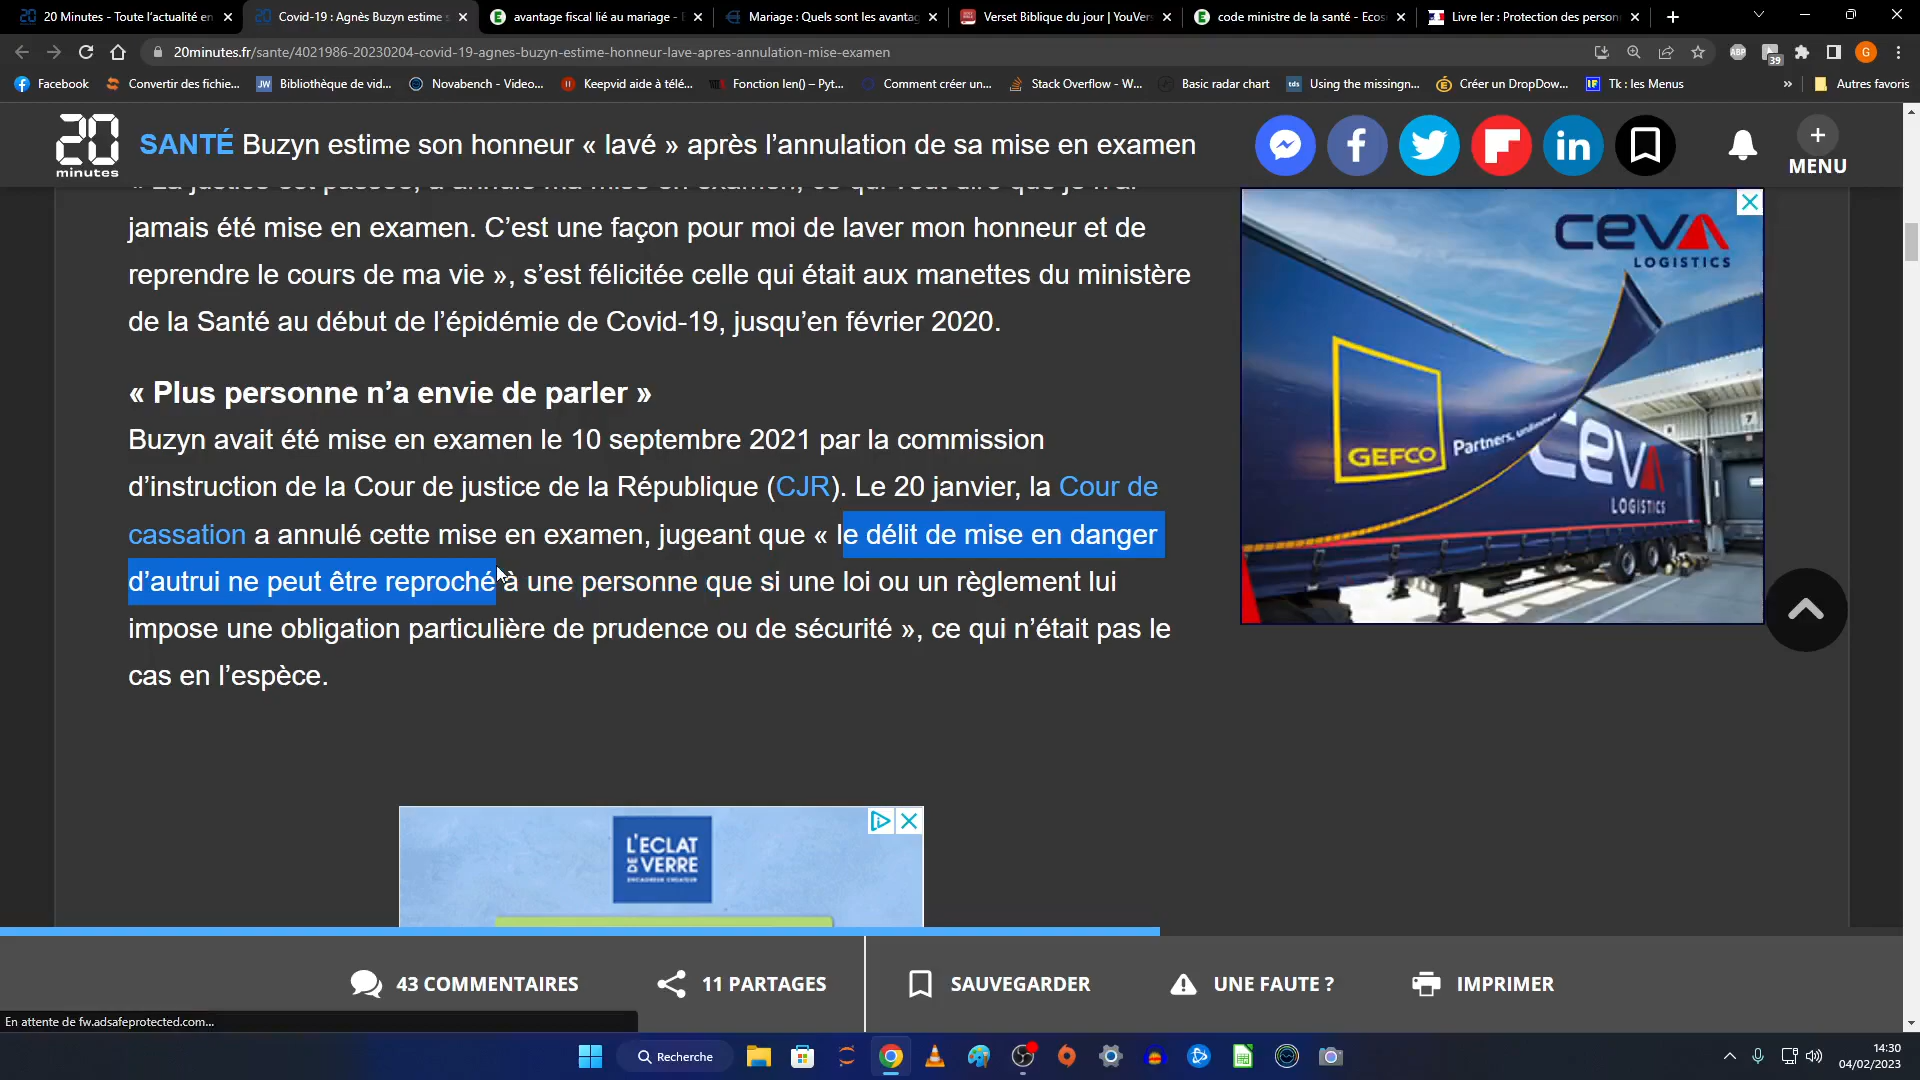 20 Minutes - Toute l'actualité en
Covid-19 : Agnès Buzyn estime s
avantage fiscal lié au mariage - E
Mariage : Quels sont les avantag
Verset Biblique du jour | YouVers
code ministre de la santé - Ecos
Livre Ier : Protection des person
20minutes.fr/sante/4021986-20230204-covid-19-agnes-buzyn-estime-honneur-lave-apres-annulation-mise-examen
ABP
39
G
Facebook
Convertir des fichie...
JW Bibliothèque de vid...
Novabench - Video...
Keepvid aide à télé...
Fonction len() – Pyt...
Comment créer un...
Stack Overflow - W...
Basic radar chart
tds Using the missingn...
Créer un DropDow...
Tk : les Menus
» Autres favoris
20 minutes
SANTÉ Buzyn estime son honneur « lavé » après l'annulation de sa mise en examen
MENU
« La justice est passée, a annulé ma mise en examen, ce qui veut dire que je n'ai
jamais été mise en examen. C'est une façon pour moi de laver mon honneur et de
reprendre le cours de ma vie », s'est félicitée celle qui était aux manettes du ministère
de la Santé au début de l'épidémie de Covid-19, jusqu'en février 2020.
« Plus personne n'a envie de parler »
Buzyn avait été mise en examen le 10 septembre 2021 par la commission
d'instruction de la Cour de justice de la République (CJR). Le 20 janvier, la Cour de
cassation a annulé cette mise en examen, jugeant que « le délit de mise en danger
d'autrui ne peut être reproché à une personne que si une loi ou un règlement lui
impose une obligation particulière de prudence ou de sécurité », ce qui n'était pas le
cas en l'espèce.
CEVA
LOGISTICS
GEFCO
Partners,
CEVA
LOGISTICS
7
L'ECLAT
DE VERRE
ENCADREUR CRÉATEUR
43 COMMENTAIRES
11 PARTAGES
SAUVEGARDER
UNE FAUTE ?
IMPRIMER
En attente de fw.adsafeprotected.com...
Recherche
14:30
04/02/2023